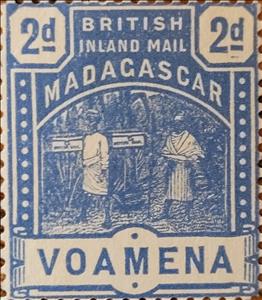 2d BRITISH 2d
INLAND MAIL
MADAGASCAR
VOAMENA